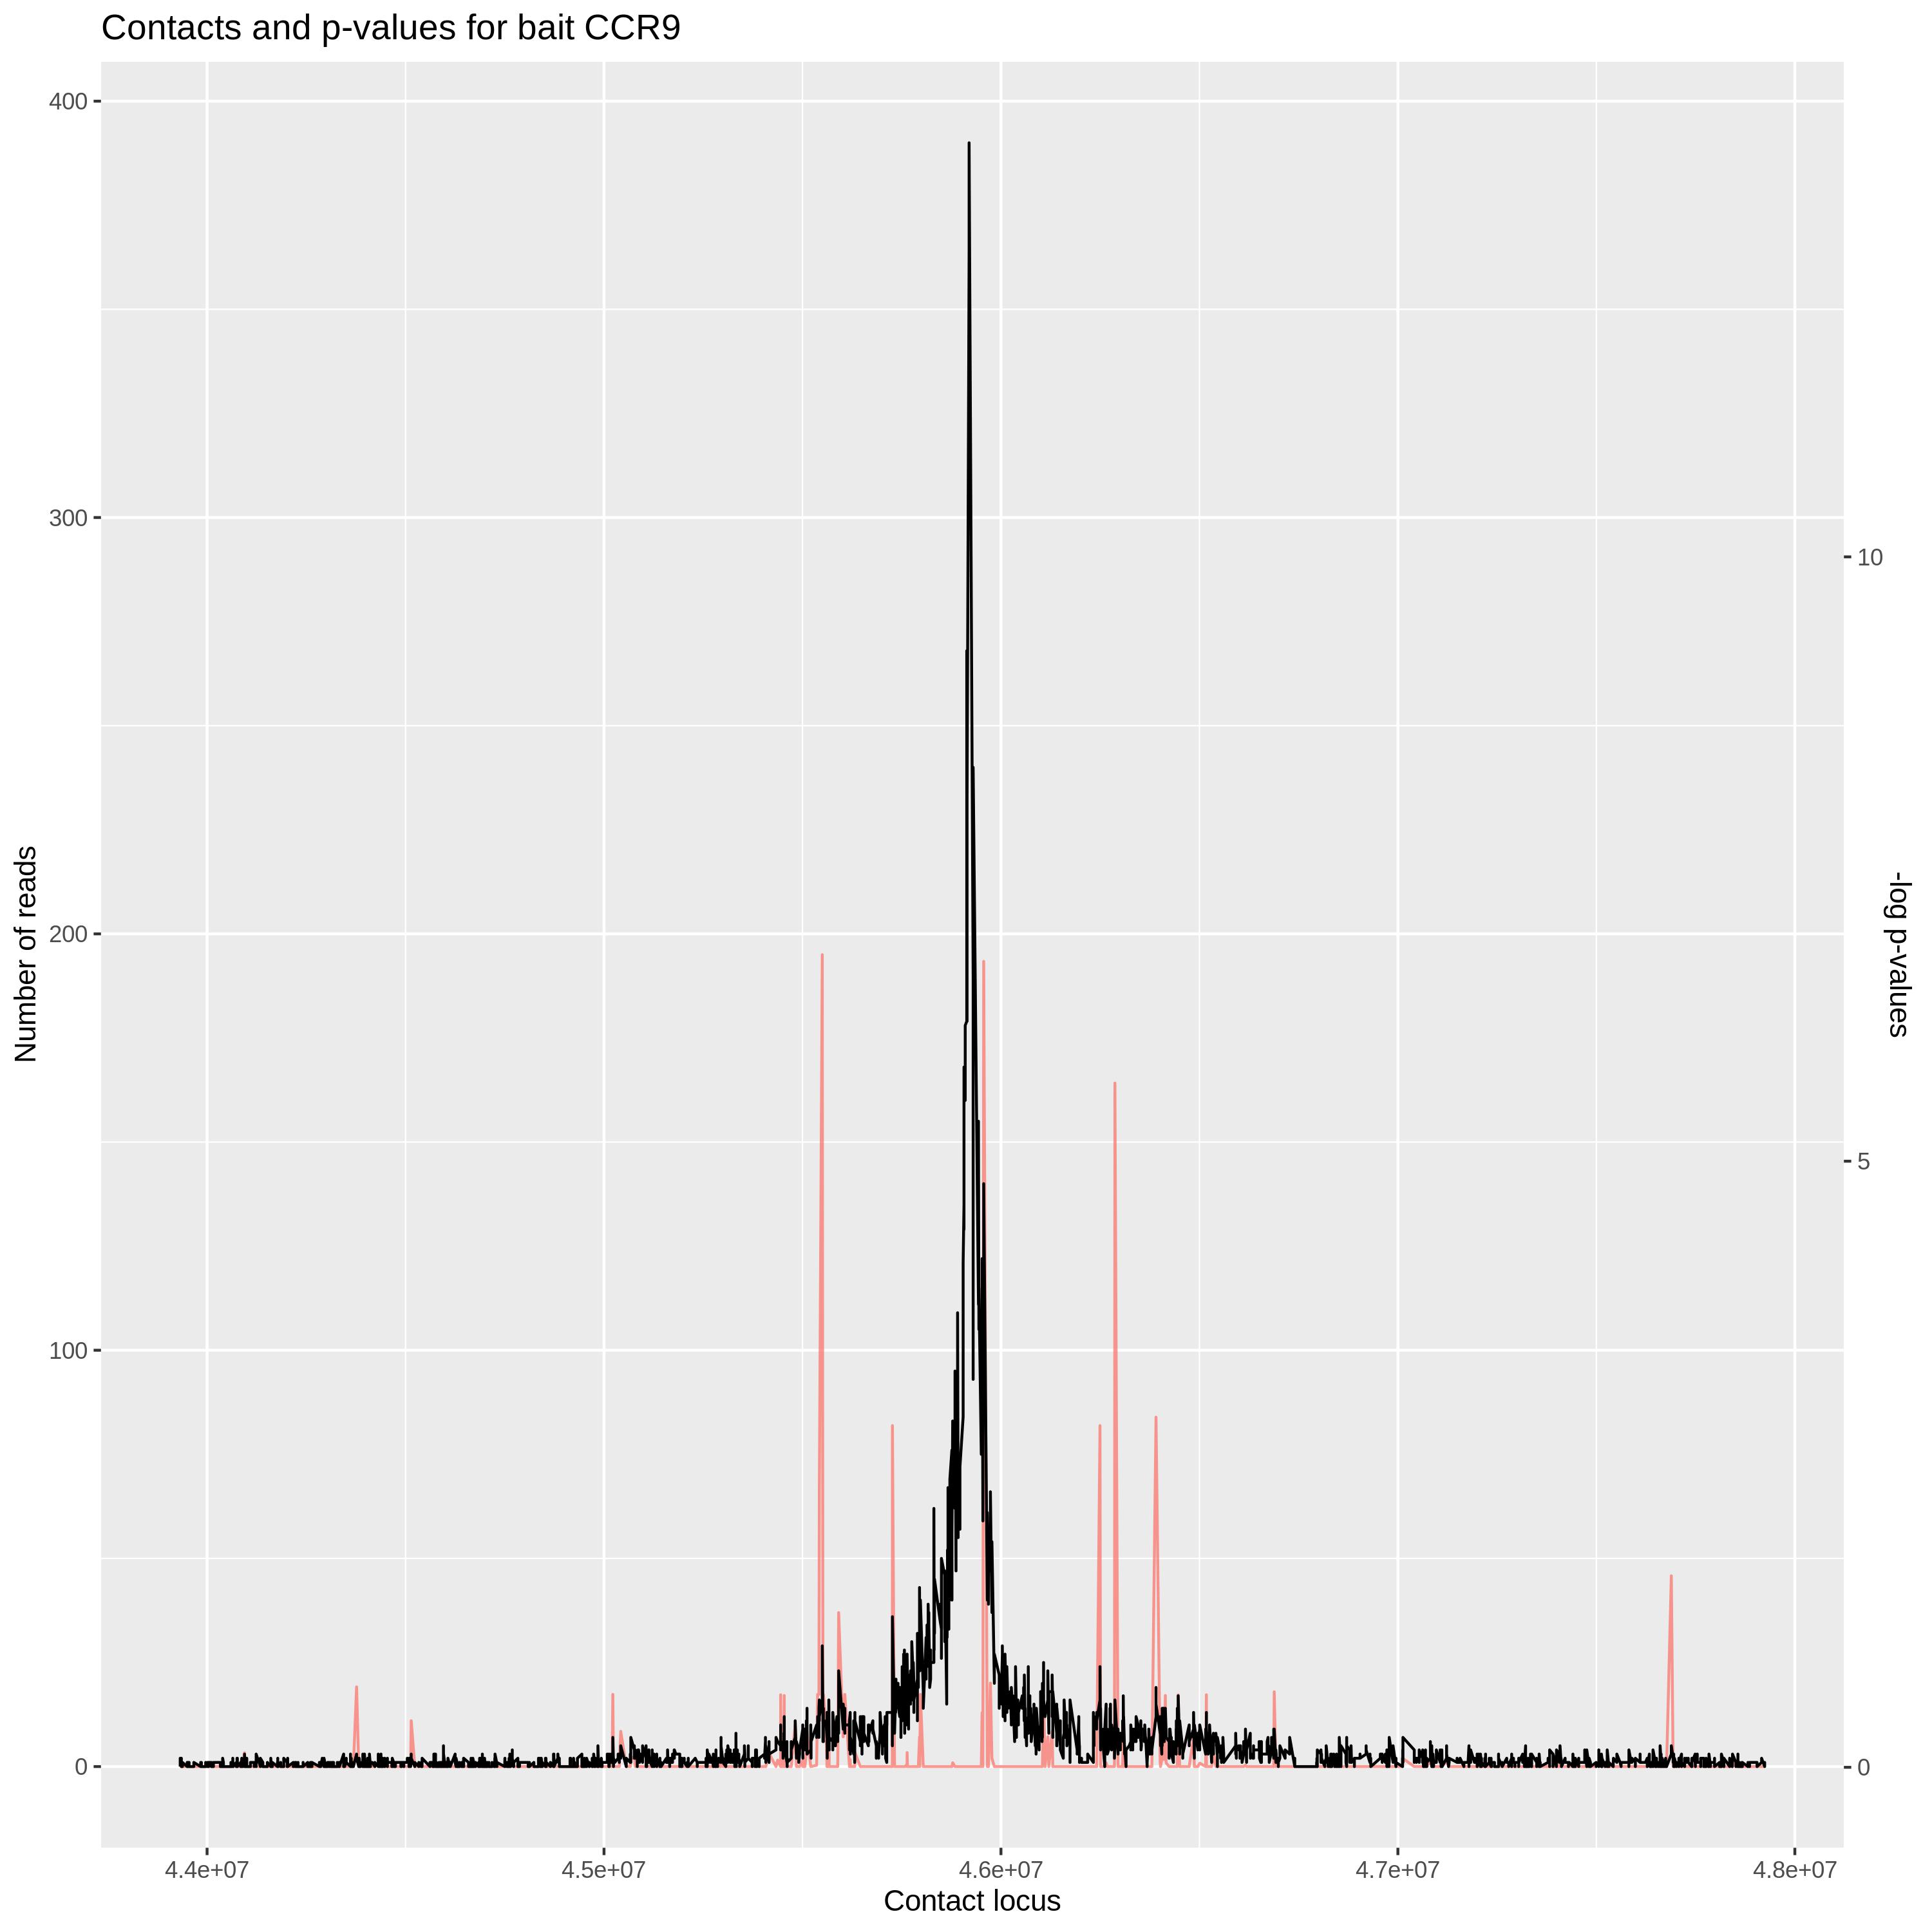 Contacts and p-values for bait CCR9
400
300
200
100
0
Number of reads
10
5
0
-log p-values
4.4e+07
4.5e+07
4.6e+07
4.7e+07
4.8e+07
Contact locus